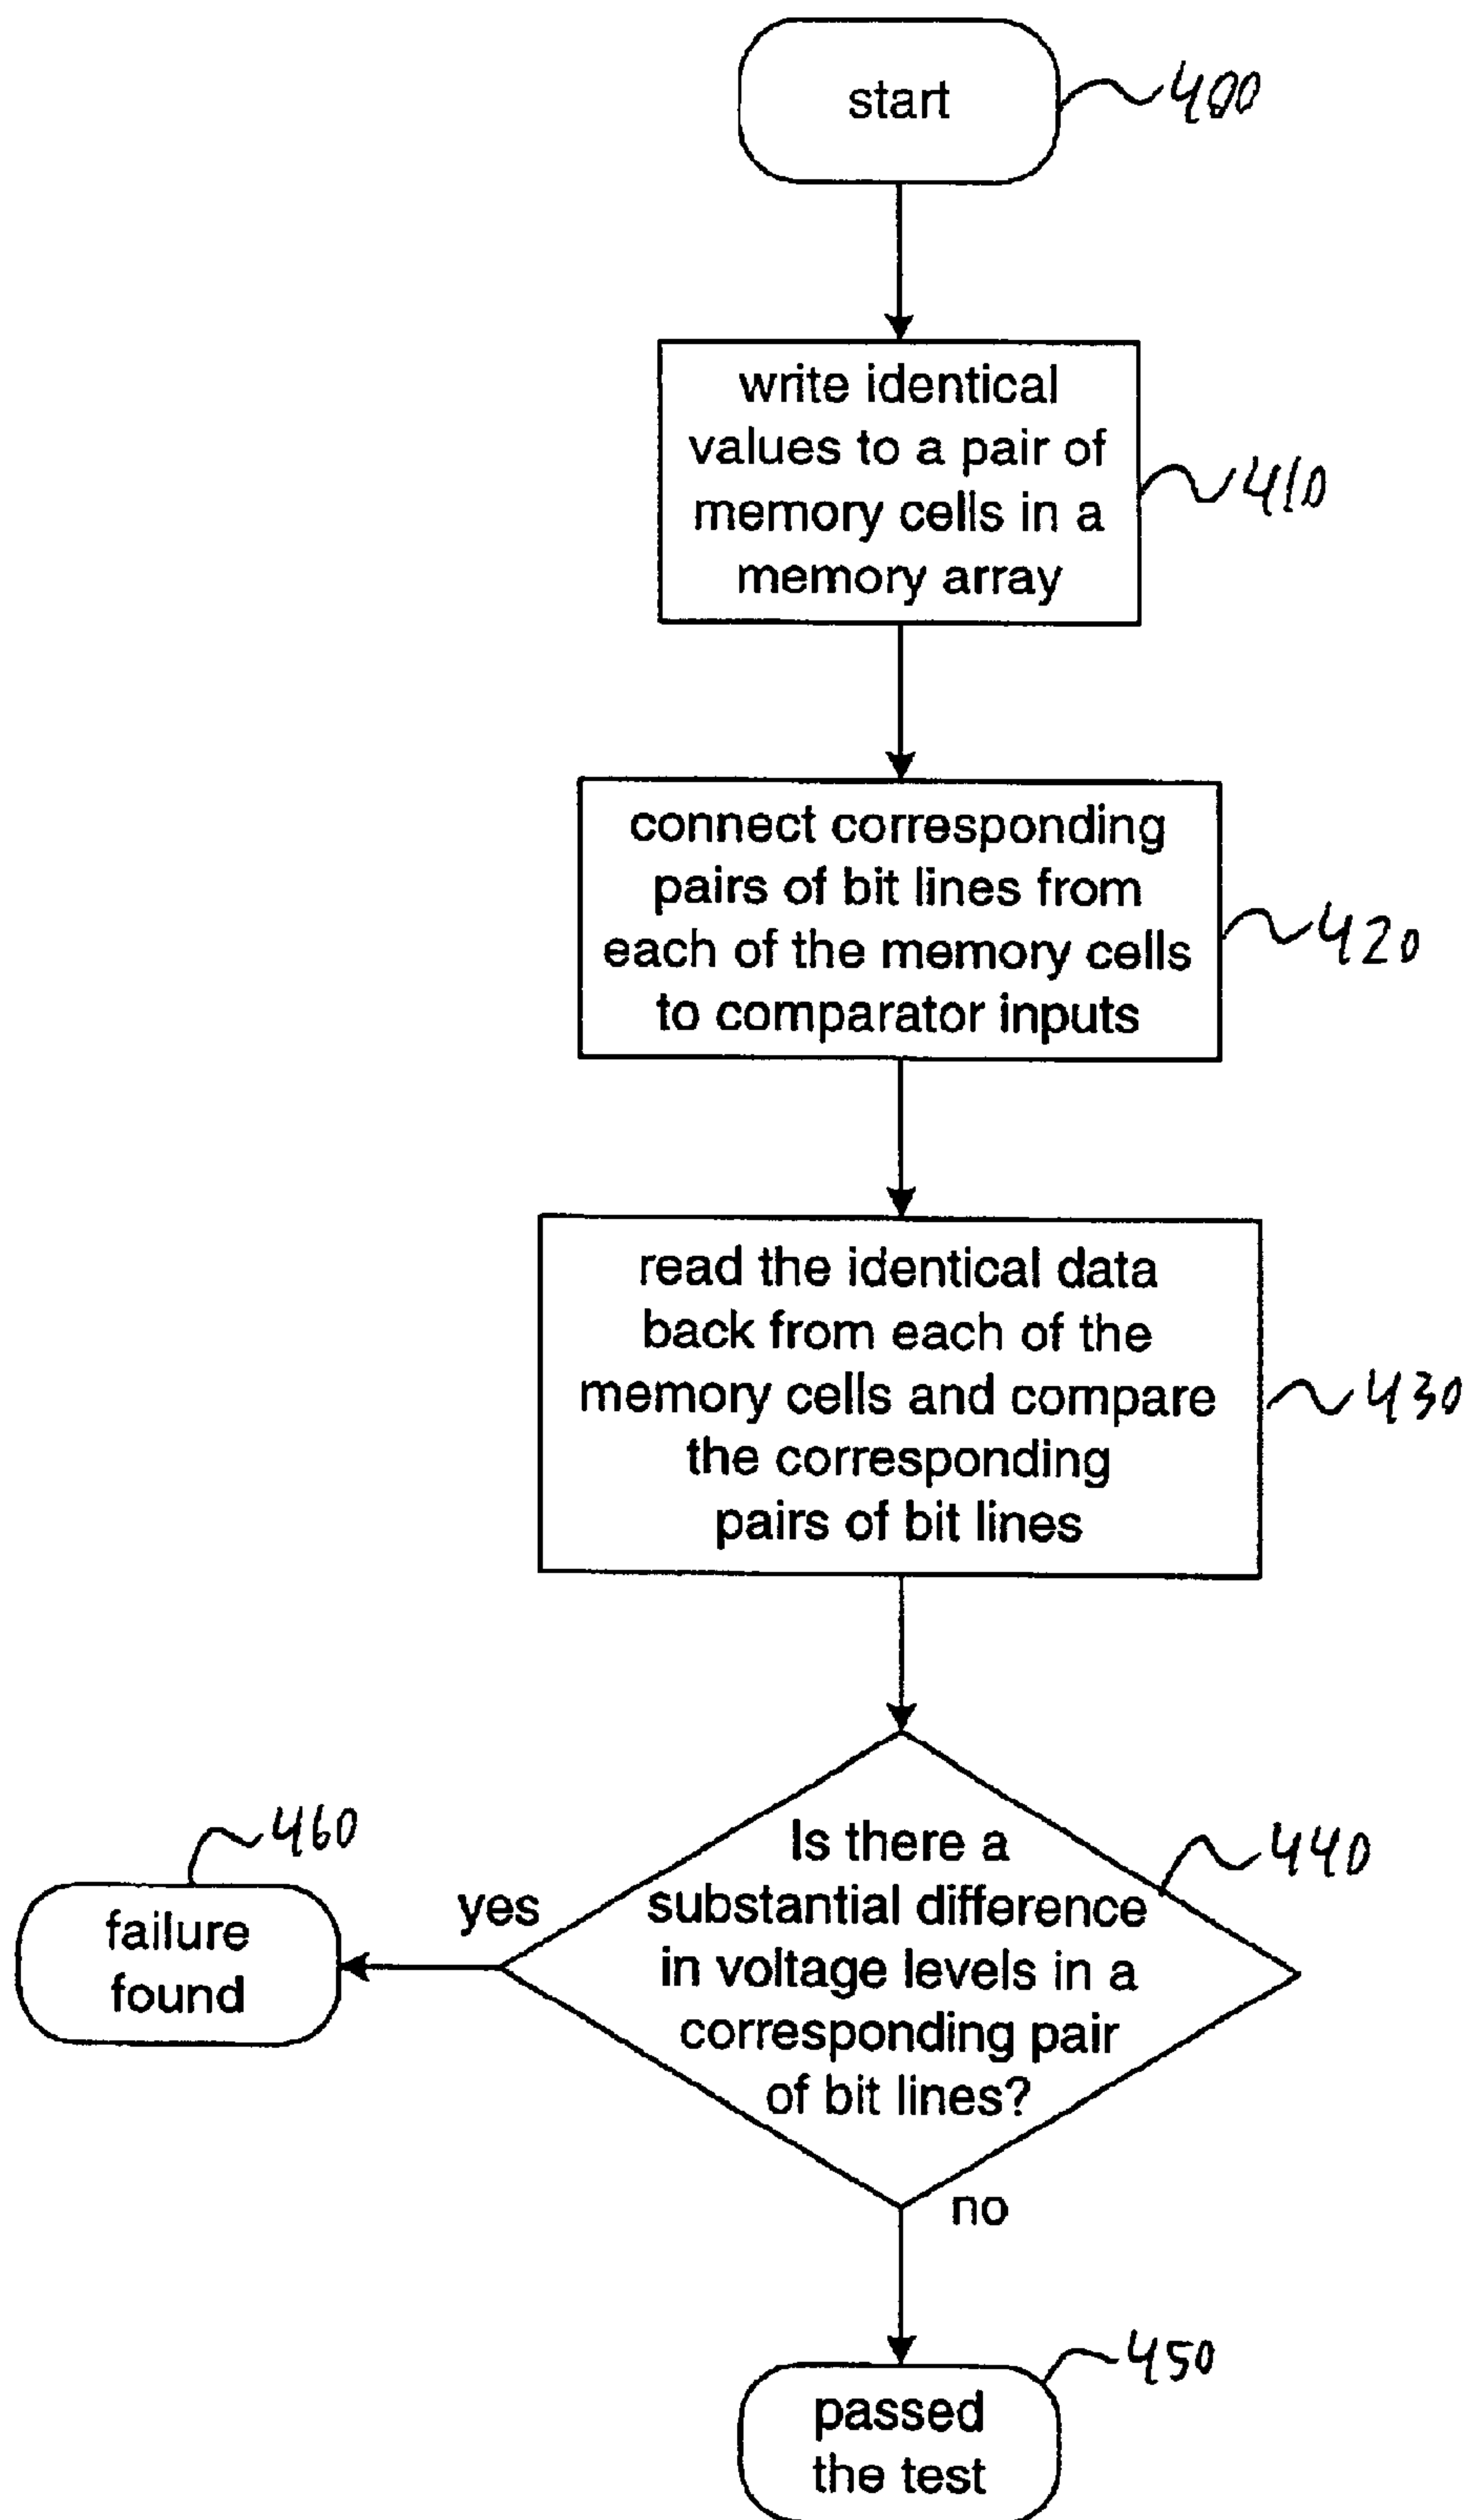 start
400
write identical
values to a pair of
memory cells in a
memory array
410
connect corresponding
pairs of bit lines from
each of the memory cells
to comparator inputs
420
read the identical data
back from each of the
memory cells and compare
the corresponding
pairs of bit lines
430
460
failure
found
yes
Is there a
substantial difference
in voltage levels in a
corresponding pair
of bit lines?
440
no
450
passed
the test